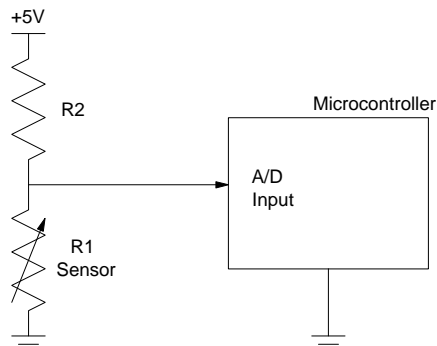 +5V
R2
Microcontroller
A/D
Input
R1
Sensor